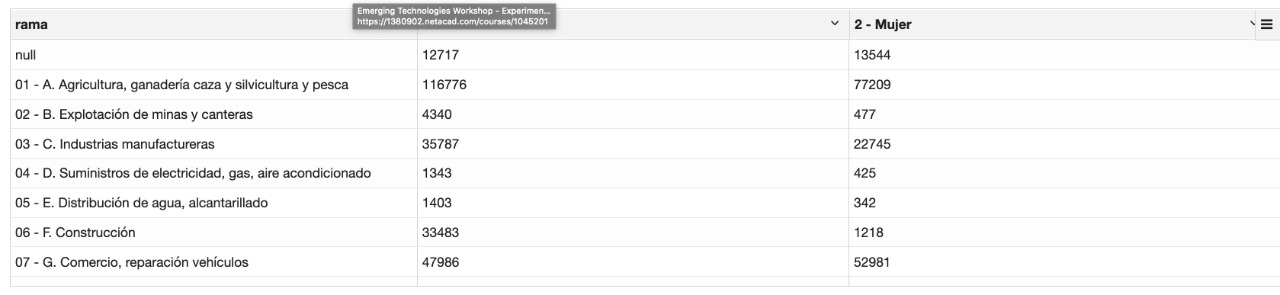 Emerging Technologies Workshop - Experimen...
https://1380902.netacad.com/courses/1045201
rama 2 - Mujer
null 12717 13544
01 - A. Agricultura, ganadería caza y silvicultura y pesca 116776 77209
02 - B. Explotación de minas y canteras 4340 477
03 - C. Industrias manufactureras 35787 22745
04 - D. Suministros de electricidad, gas, aire acondicionado 1343 425
05 - E. Distribución de agua, alcantarillado 1403 342
06 - F. Construcción 33483 1218
07 - G. Comercio, reparación vehículos 47986 52981